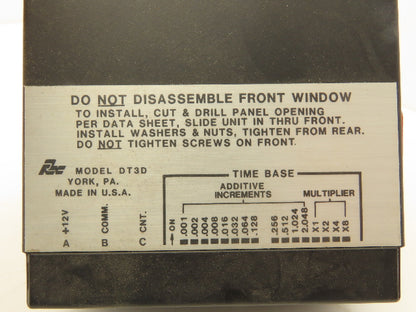 DO NOT DISASSEMBLE FRONT WINDOW
TO INSTALL, CUT & DRILL PANEL OPENING
PER DATA SHEET, SLIDE UNIT IN THRU FRONT.
INSTALL WASHERS & NUTS, TIGHTEN FROM REAR.
DO NOT TIGHTEN SCREWS ON FRONT.
MODEL DT3D
YORK, PA.
MADE IN U.S.A.
+12V
COMM.
CNT.
A B C
TIME BASE
ADDITIVE
INCREMENTS
MULTIPLIER
ON
.001
.002
.004
.008
.016
.032
.064
.128
.256
.512
1.024
2.048
X1
X2
X4
X8